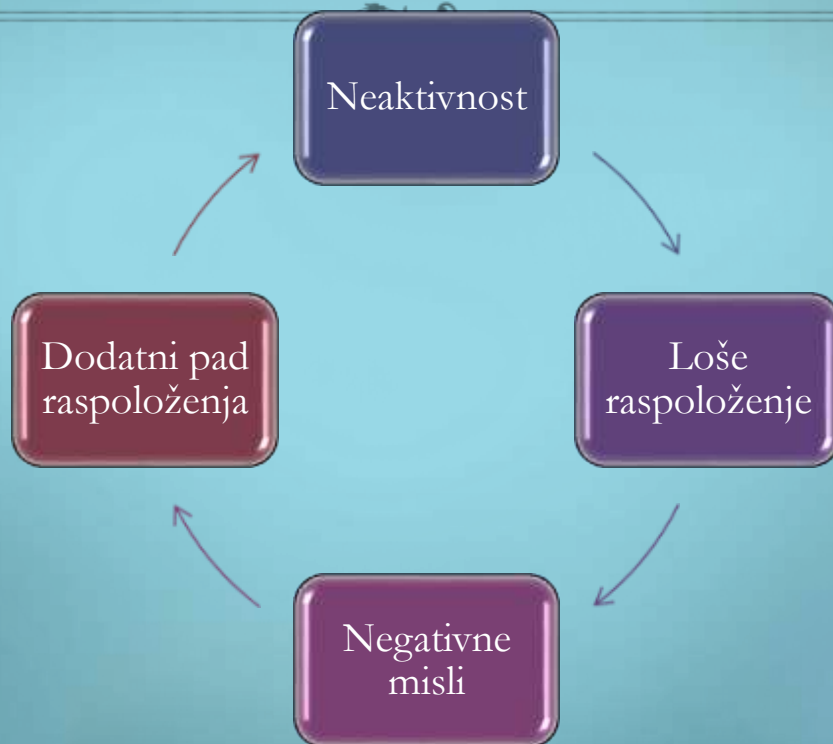 Neaktivnost
Loše
raspoloženje
Negativne
misli
Dodatni pad
raspoloženja